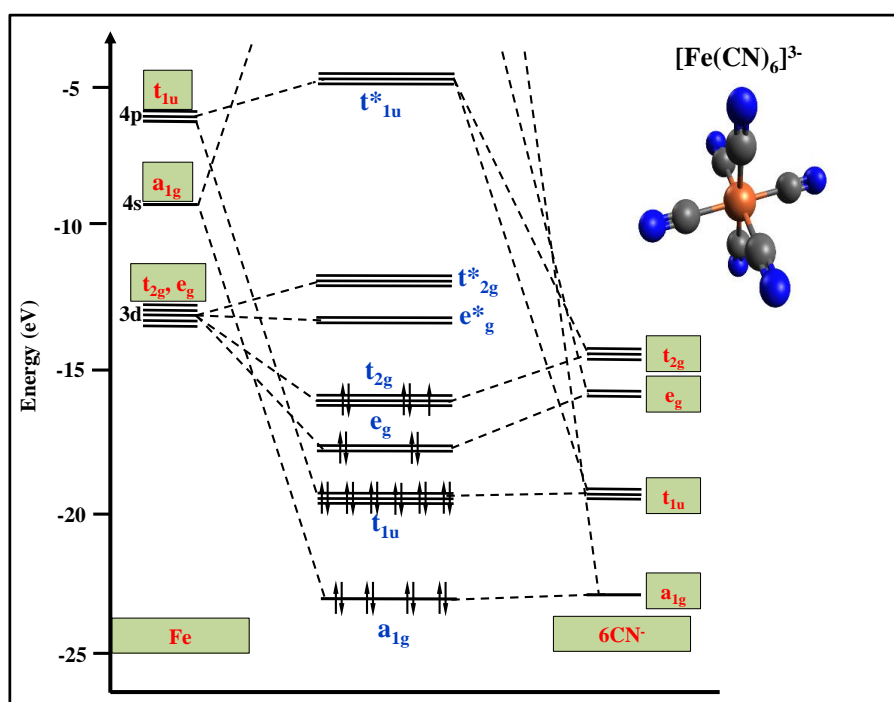 [Fe(CN)6]3-
-5
t1u
4p
t*1u
a1g
4s
-10
t2g, eg
t*2g
3d
e*g
Energy (eV)
-15
t2g
t2g
eg
eg
-20
t1u
t1u
a1g
a1g
Fe
6CN-
-25